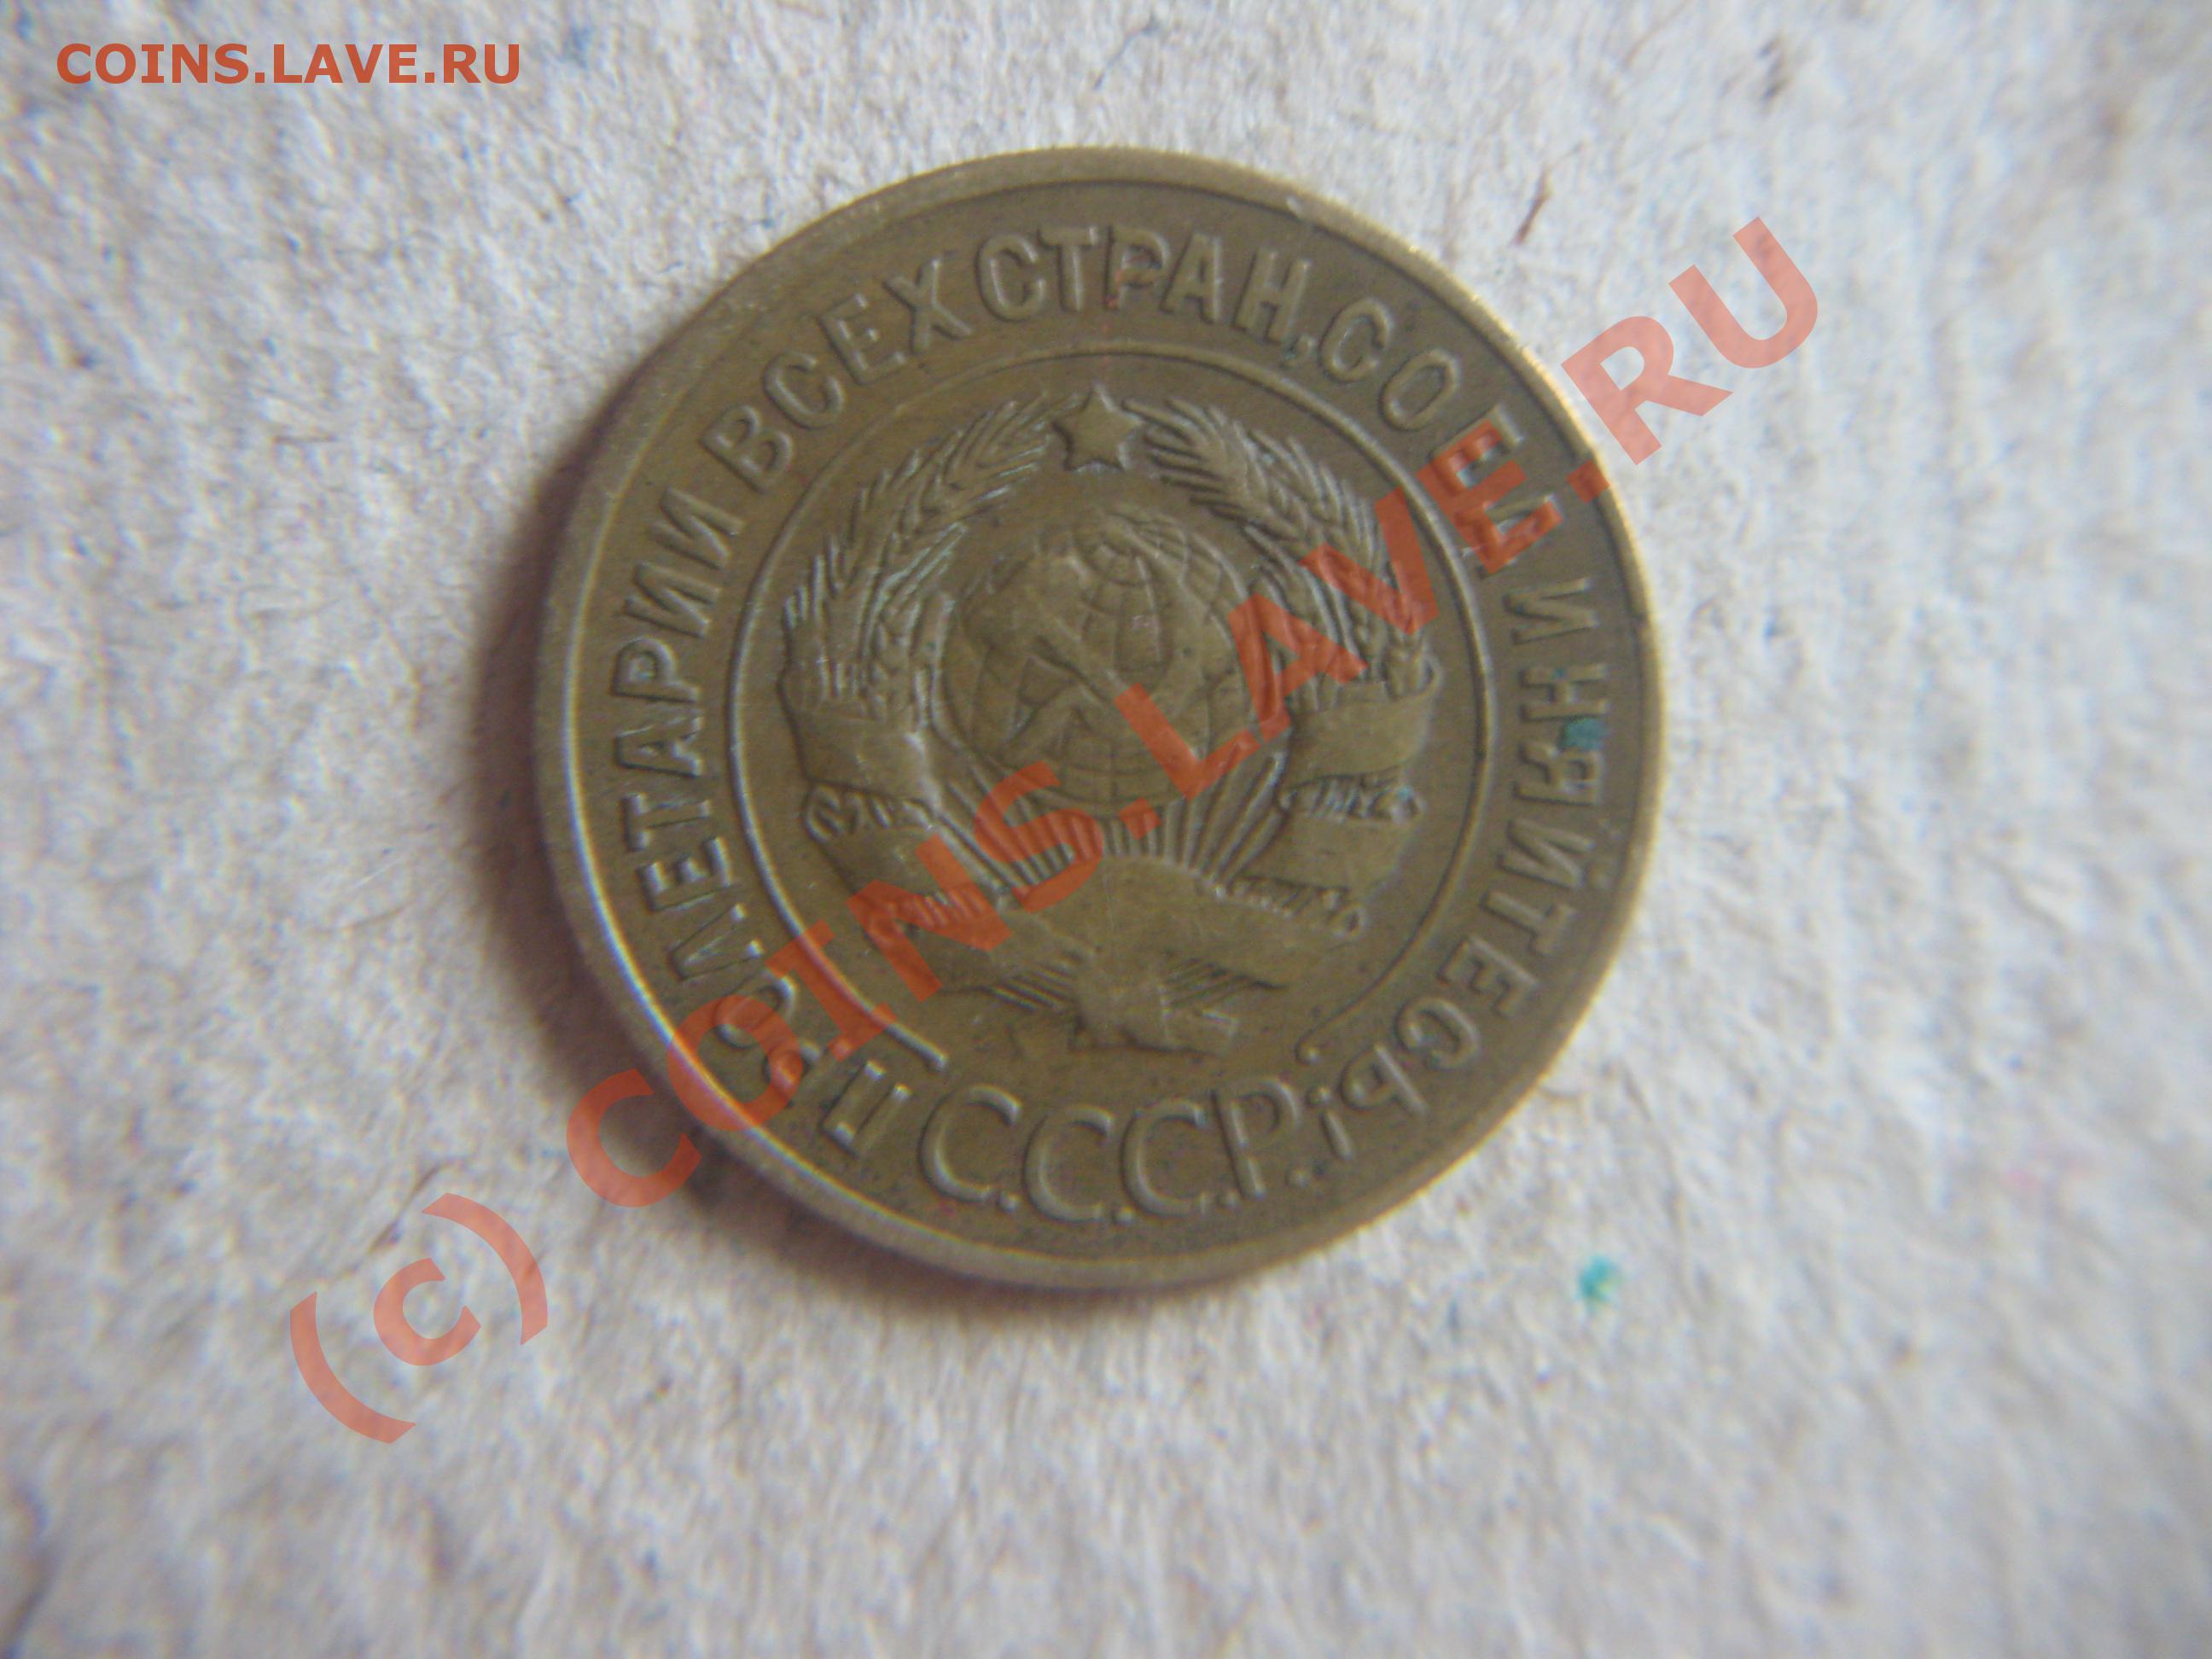 COINS.LAVE.RU
ПРОЛЕТАРИИ ВСЕХ СТРАН, СОЕДИНЯЙТЕСЬ!
С.С.С.Р.
(c) COINS.LAVE.RU